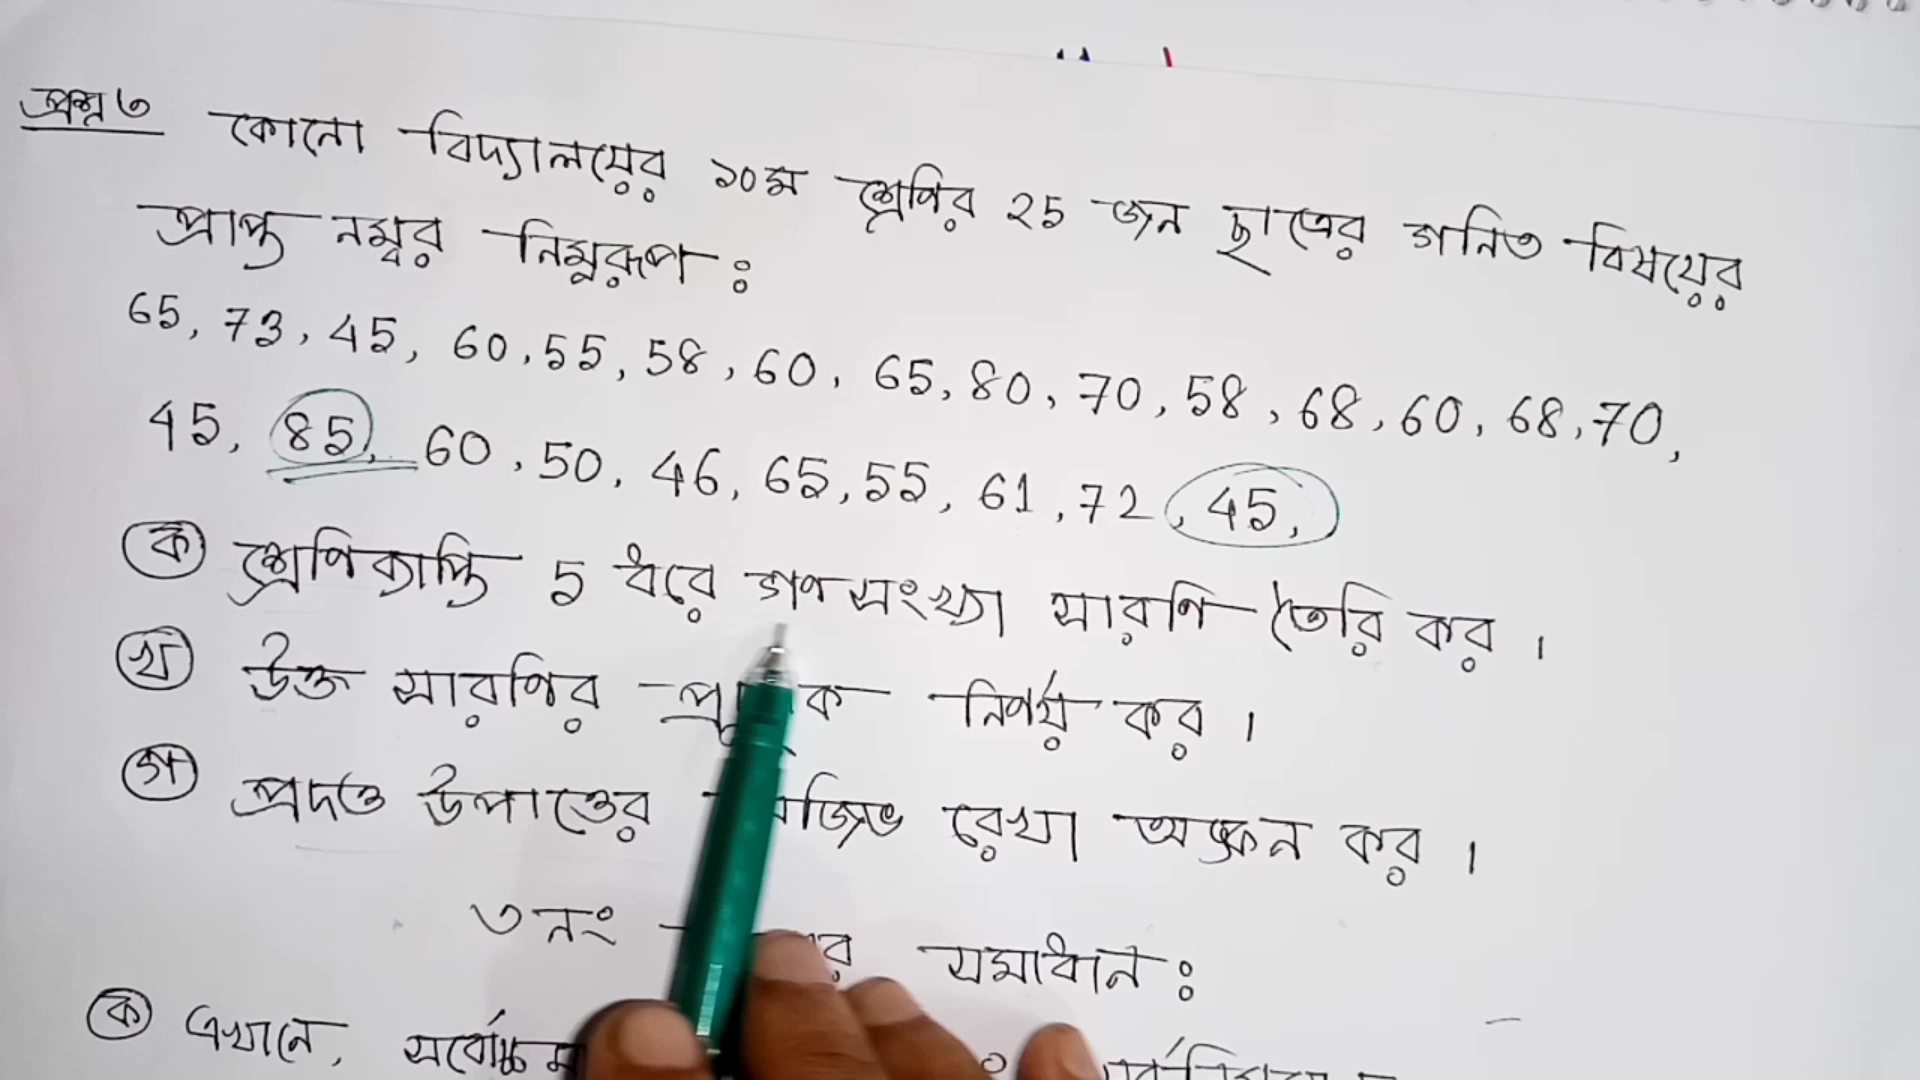 প্রশ্ন ৩ কোনো বিদ্যালয়ের ১০ম শ্রেণির 25 জন ছাত্রের গনিত বিষয়ের
প্রাপ্ত নম্বর নিম্নরূপ :
65, 73, 45, 60, 55, 58, 60, 65, 80, 70, 58, 68, 60, 68, 70,
45, 85, 60, 50, 46, 65, 55, 61, 72, 45,
ক শ্রেণিব্যাপ্তি 5 ধরে গণসংখ্যা সারণি তৈরি কর ।
খ উক্ত সারণির নির্ণয় কর ।
গ প্রদত্ত উপাত্তের রেখা অঙ্কন কর ।
৩নং সমাধান :
ক এখানে,